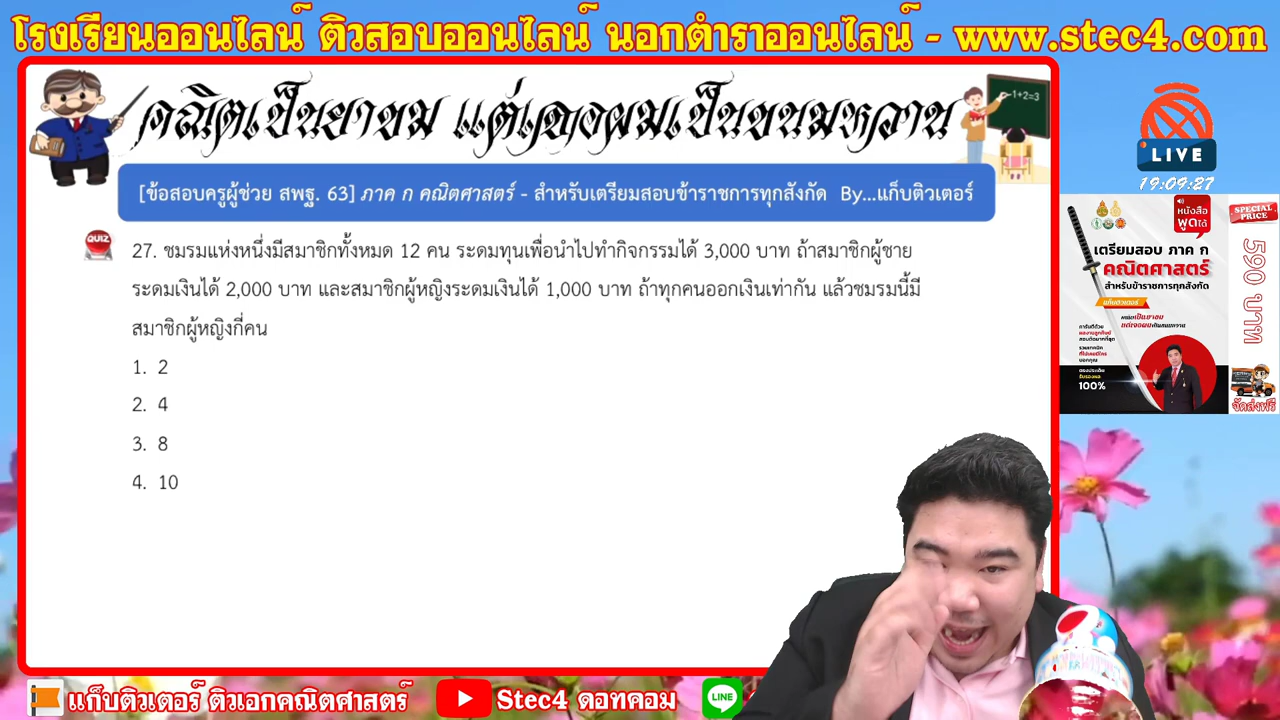 โรงเรียนออนไลน์ ติวสอบออนไลน์ นอกตำราออนไลน์ - www.stec4.com
คณิตเป็นยาขม แต่เจอผมเป็นขนมหวาน
1+2=3
[ข้อสอบครูผู้ช่วย สพฐ. 63] ภาค ก คณิตศาสตร์ - สำหรับเตรียมสอบข้าราชการทุกสังกัด By...แก็บติวเตอร์
QUIZ
27. ชมรมแห่งหนึ่งมีสมาชิกทั้งหมด 12 คน ระดมทุนเพื่อนำไปทำกิจกรรมได้ 3,000 บาท ถ้าสมาชิกผู้ชาย
ระดมเงินได้ 2,000 บาท และสมาชิกผู้หญิงระดมเงินได้ 1,000 บาท ถ้าทุกคนออกเงินเท่ากัน แล้วชมรมนี้มี
สมาชิกผู้หญิงกี่คน
1. 2
2. 4
3. 8
4. 10
LIVE
19:09:27
หนังสือ
พูดได้
เตรียมสอบ ภาค ก
คณิตศาสตร์
สำหรับข้าราชการทุกสังกัด
แก็บติวเตอร์
100%
SPECIAL
PRICE
590 บาท
จัดส่งฟรี
แก็บติวเตอร์ ติวเอกคณิตศาสตร์
Stec4 ดอทคอม
LINE